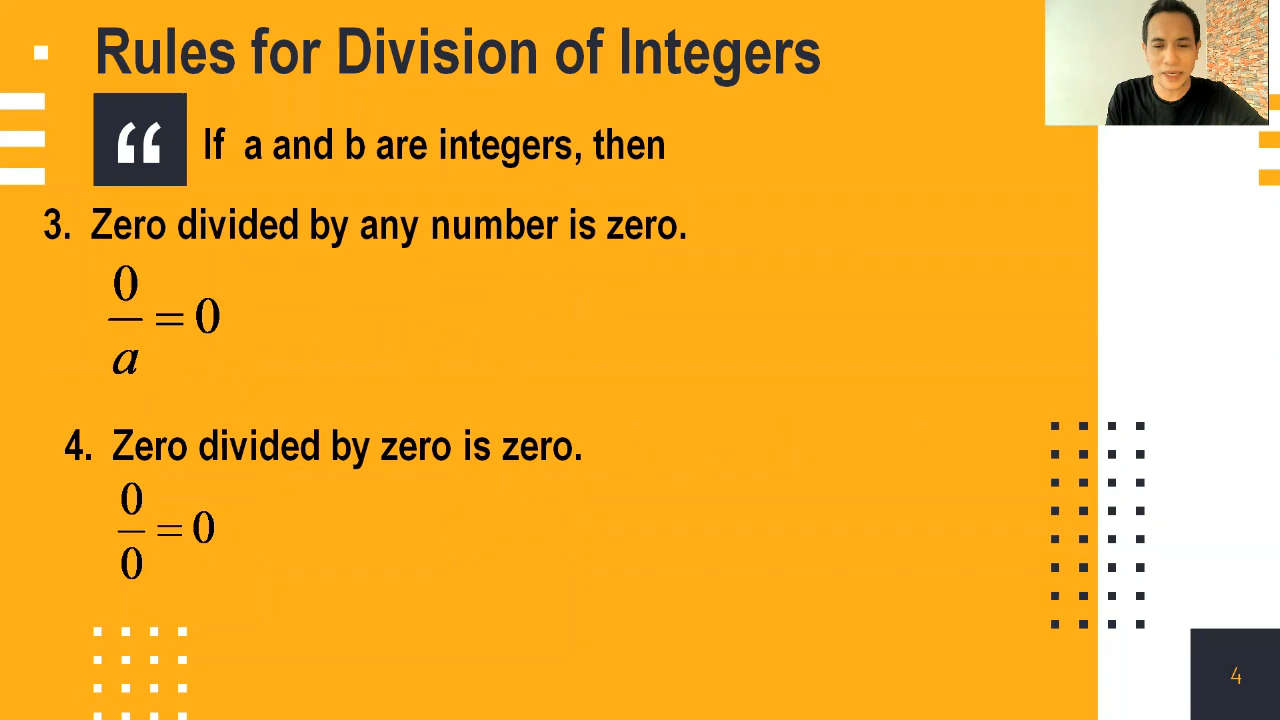 Rules for Division of Integers
“
If a and b are integers, then
3. Zero divided by any number is zero.
0/a = 0
4. Zero divided by zero is zero.
0/0 = 0
4